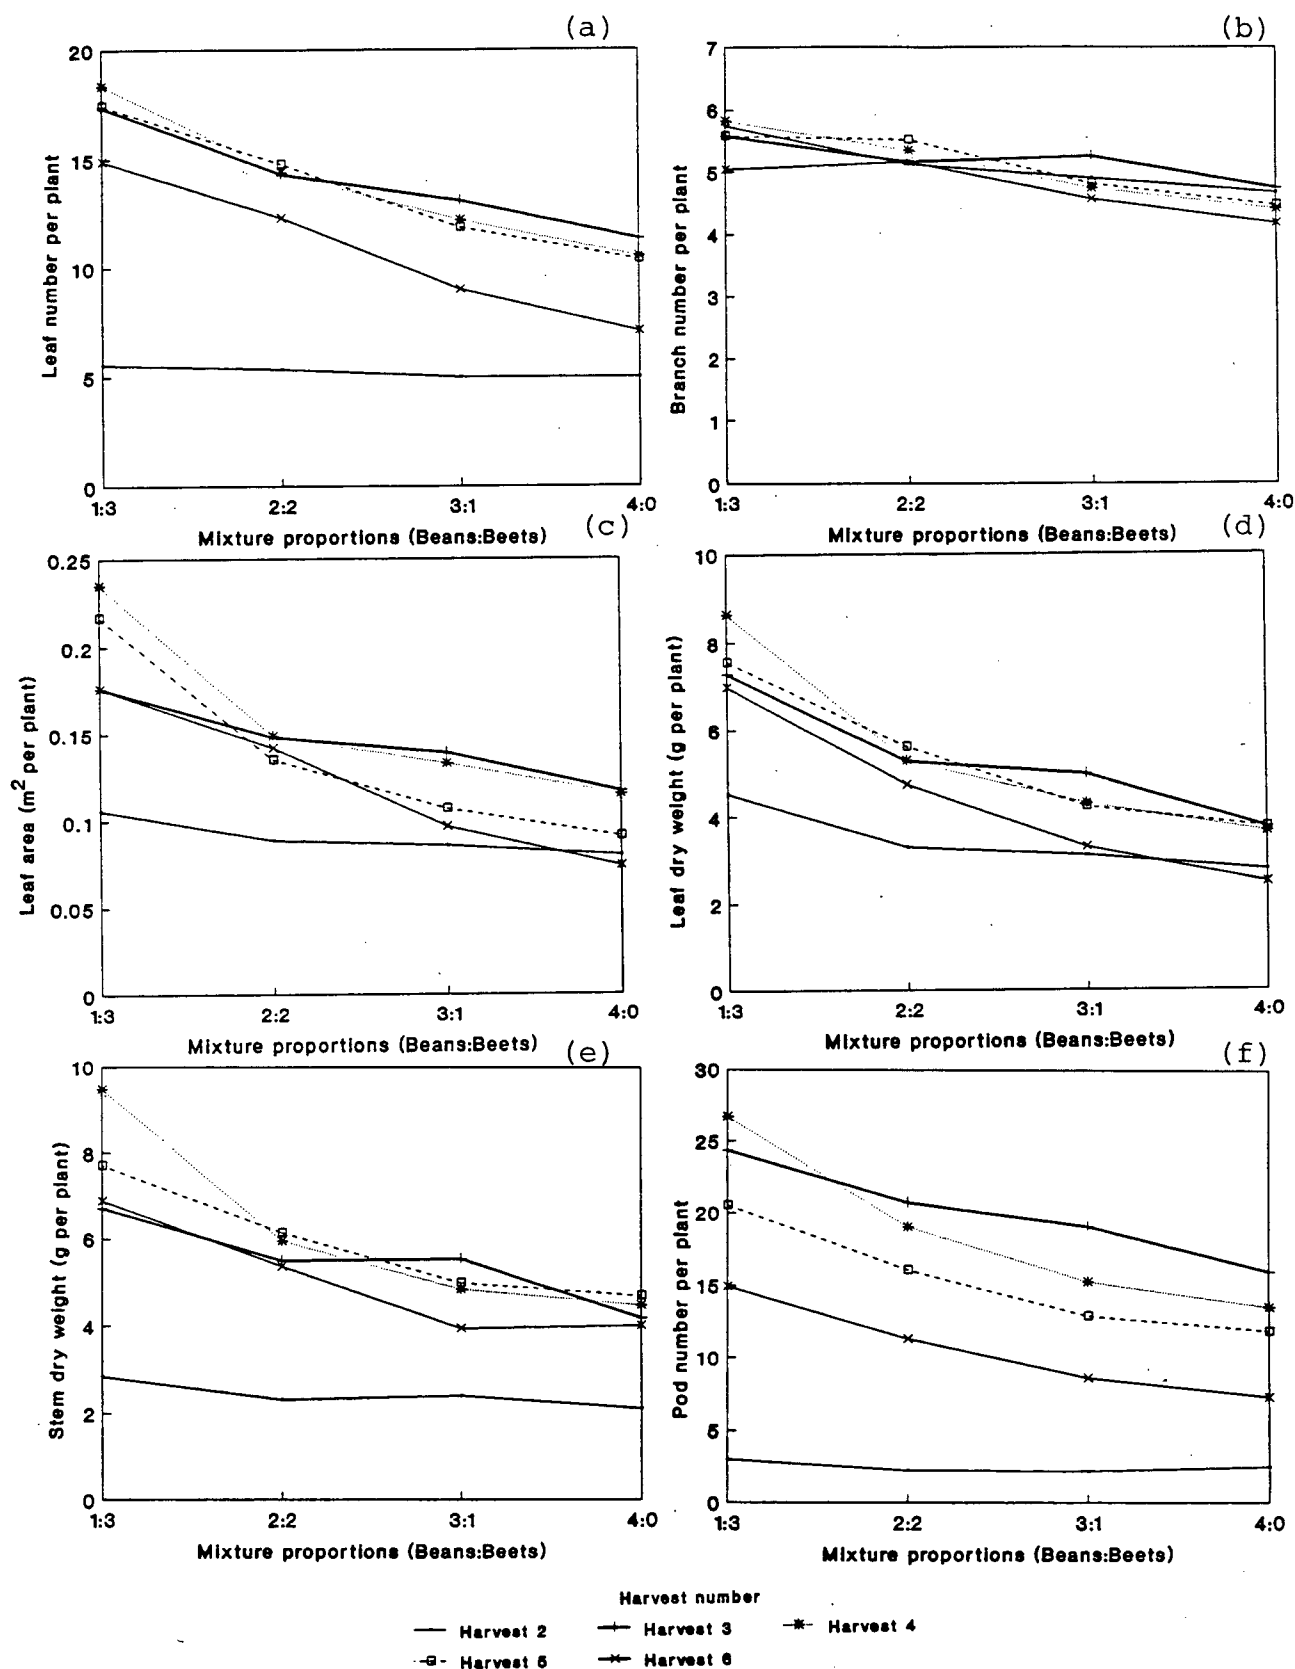 (a)
20
15
10
5
0
Leaf number per plant
1:3 2:2 3:1 4:0
Mixture proportions (Beans:Beets)
(b)
7
6
5
4
3
2
1
0
Branch number per plant
1:3 2:2 3:1 4:0
Mixture proportions (Beans:Beets)
(c)
0.25
0.2
0.15
0.1
0.05
0
Leaf area (m² per plant)
1:3 2:2 3:1 4:0
Mixture proportions (Beans:Beets)
(d)
10
8
6
4
2
0
Leaf dry weight (g per plant)
1:3 2:2 3:1 4:0
Mixture proportions (Beans:Beets)
(e)
10
8
6
4
2
0
Stem dry weight (g per plant)
1:3 2:2 3:1 4:0
Mixture proportions (Beans:Beets)
(f)
30
25
20
15
10
5
0
Pod number per plant
1:3 2:2 3:1 4:0
Mixture proportions (Beans:Beets)
Harvest number
Harvest 2 Harvest 3 Harvest 4
Harvest 5 Harvest 6